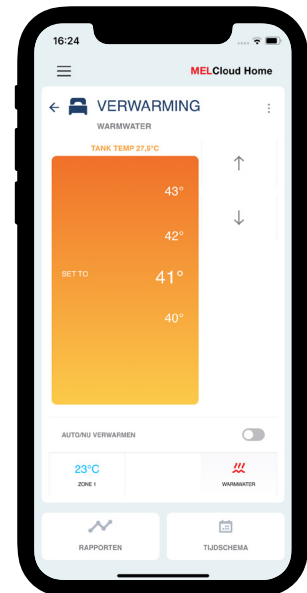 16:24
MELCloud Home
VERWARMING
WARMWATER
TANK TEMP 27,5°C
43°
42°
SET TO 41°
40°
AUTO/NU VERWARMEN
23°C
ZONE 1
WARMWATER
RAPPORTEN
TIJDSCHEMA